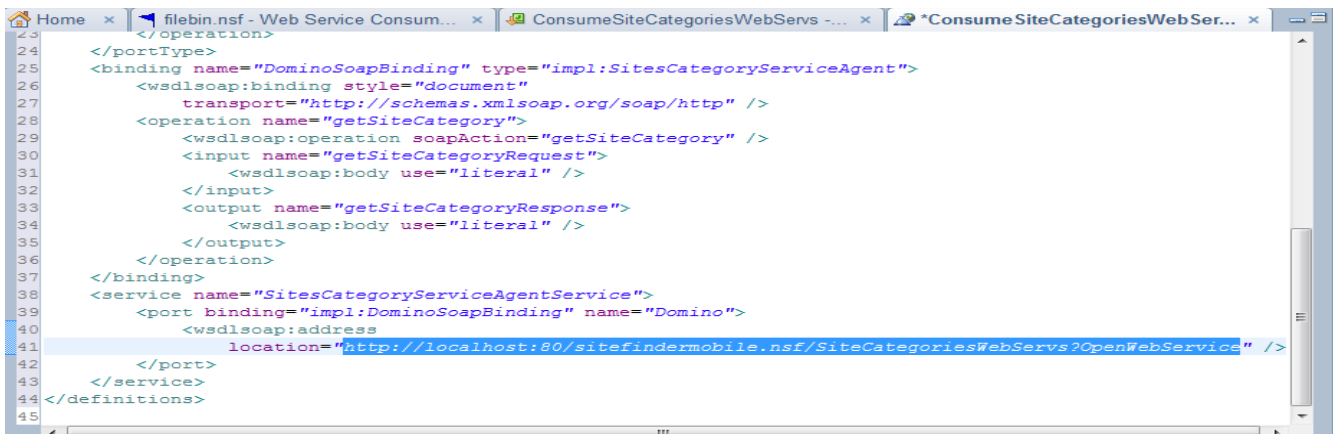 Home × filebin.nsf - Web Service Consum... × ConsumeSiteCategoriesWebServs -... × *ConsumeSiteCategoriesWebSer... ×
23 </operation>
24 </portType>
25 <binding name="DominoSoapBinding" type="impl:SitesCategoryServiceAgent">
26 <wsdlsoap:binding style="document"
27 transport="http://schemas.xmlsoap.org/soap/http" />
28 <operation name="getSiteCategory">
29 <wsdlsoap:operation soapAction="getSiteCategory" />
30 <input name="getSiteCategoryRequest">
31 <wsdlsoap:body use="literal" />
32 </input>
33 <output name="getSiteCategoryResponse">
34 <wsdlsoap:body use="literal" />
35 </output>
36 </operation>
37 </binding>
38 <service name="SitesCategoryServiceAgentService">
39 <port binding="impl:DominoSoapBinding" name="Domino">
40 <wsdlsoap:address
41 location="http://localhost:80/sitefindermobile.nsf/SiteCategoriesWebServs?OpenWebService" />
42 </port>
43 </service>
44 </definitions>
45